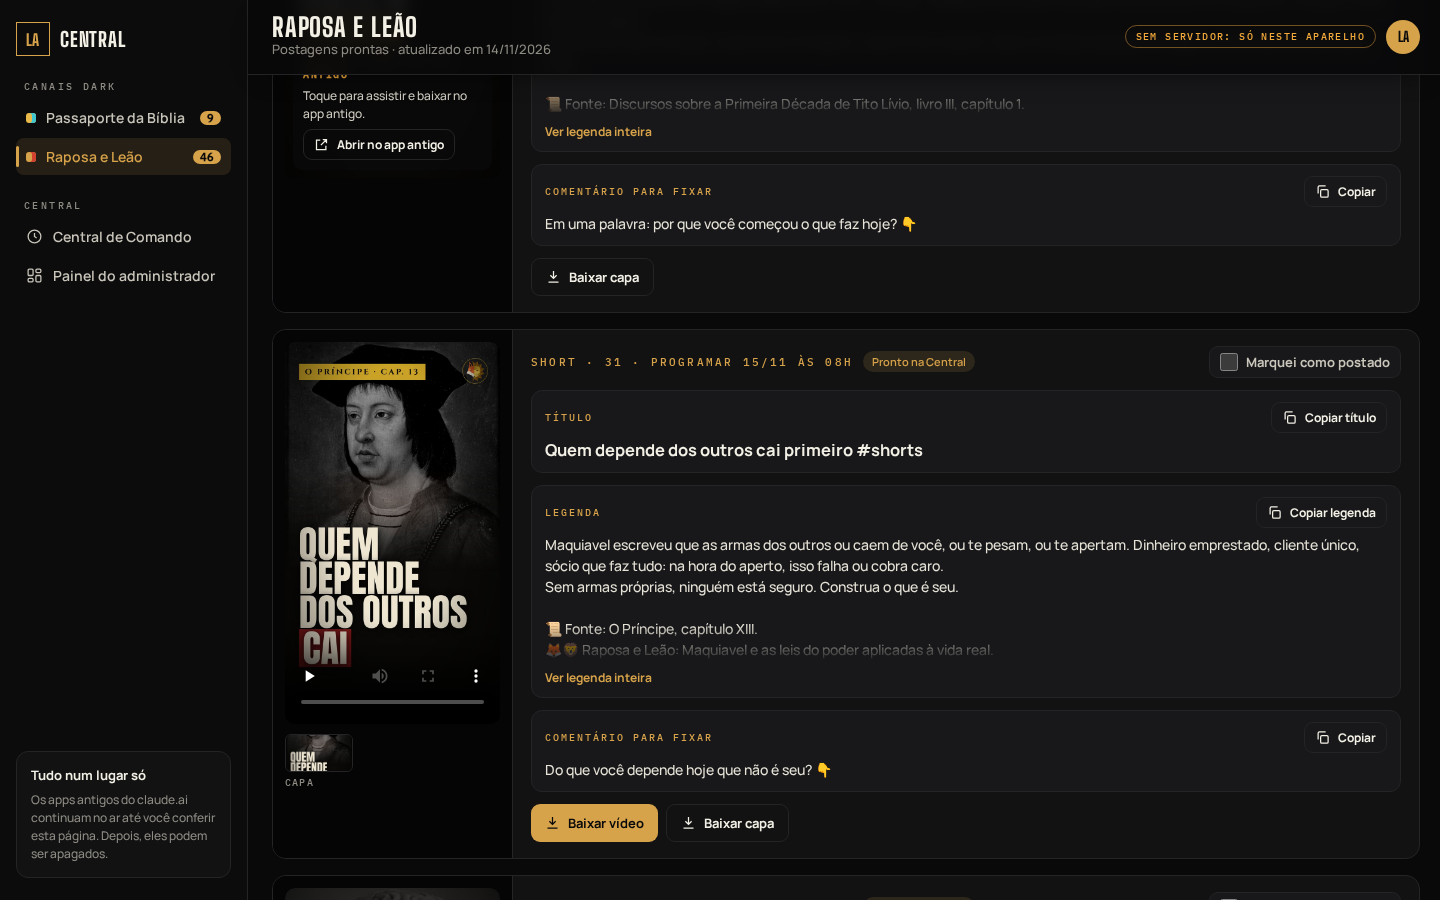 LA CENTRAL
CANAIS DARK
Passaporte da Bíblia 9
Raposa e Leão 46
CENTRAL
Central de Comando
Painel do administrador
Tudo num lugar só
Os apps antigos do claude.ai
continuam no ar até você conferir
esta página. Depois, eles podem
ser apagados.
RAPOSA E LEÃO
Postagens prontas · atualizado em 14/11/2026
SEM SERVIDOR: SÓ NESTE APARELHO
LA
ANTIGO
Toque para assistir e baixar no
app antigo.
Abrir no app antigo
📜 Fonte: Discursos sobre a Primeira Década de Tito Lívio, livro III, capítulo 1.
Ver legenda inteira
COMENTÁRIO PARA FIXAR
Copiar
Em uma palavra: por que você começou o que faz hoje? 👇
Baixar capa
O PRÍNCIPE · CAP. 13
QUEM
DEPENDE
DOS OUTROS
CAI
QUEM
DEPENDE
CAPA
SHORT · 31 · PROGRAMAR 15/11 ÀS 08H
Pronto na Central
Marquei como postado
TÍTULO
Copiar título
Quem depende dos outros cai primeiro #shorts
LEGENDA
Copiar legenda
Maquiavel escreveu que as armas dos outros ou caem de você, ou te pesam, ou te apertam. Dinheiro emprestado, cliente único,
sócio que faz tudo: na hora do aperto, isso falha ou cobra caro.
Sem armas próprias, ninguém está seguro. Construa o que é seu.
📜 Fonte: O Príncipe, capítulo XIII.
🦊🦁 Raposa e Leão: Maquiavel e as leis do poder aplicadas à vida real.
Ver legenda inteira
COMENTÁRIO PARA FIXAR
Copiar
Do que você depende hoje que não é seu? 👇
Baixar vídeo
Baixar capa